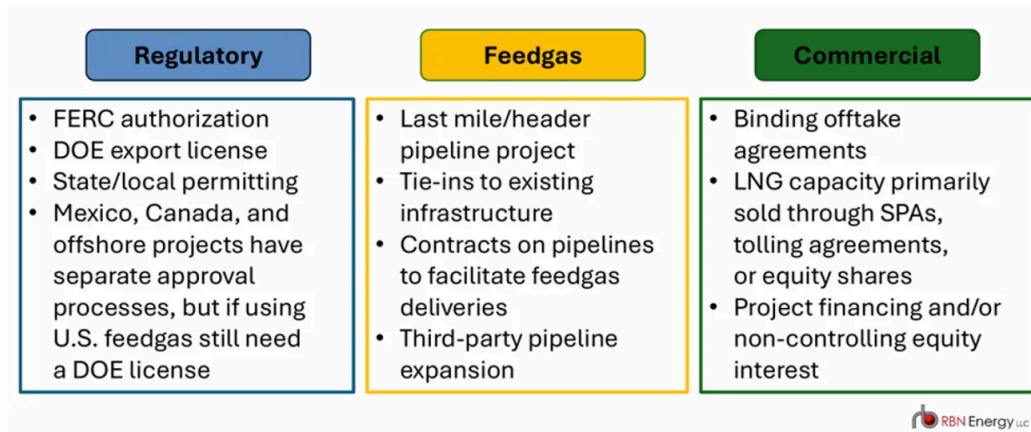 Regulatory
• FERC authorization
• DOE export license
• State/local permitting
• Mexico, Canada, and
offshore projects have
separate approval
processes, but if using
U.S. feedgas still need
a DOE license
Feedgas
• Last mile/header
pipeline project
• Tie-ins to existing
infrastructure
• Contracts on pipelines
to facilitate feedgas
deliveries
• Third-party pipeline
expansion
Commercial
• Binding offtake
agreements
• LNG capacity primarily
sold through SPAs,
tolling agreements,
or equity shares
• Project financing and/or
non-controlling equity
interest
RBN Energy LLC